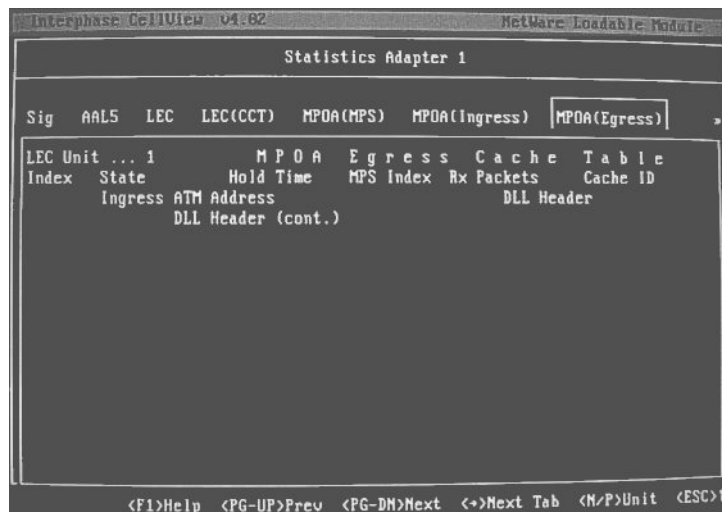 Interphase CellView v4.02 NetWare Loadable Module
Statistics Adapter 1
Sig AAL5 LEC LEC(CCT) MPOA(MPS) MPOA(Ingress) MPOA(Egress) »
LEC Unit ... 1 M P O A E g r e s s C a c h e T a b l e
Index State Hold Time MPS Index Rx Packets Cache ID
Ingress ATM Address DLL Header
DLL Header (cont.)
<F1>Help <PG-UP>Prev <PG-DN>Next <→>Next Tab <N/P>Unit <ESC>